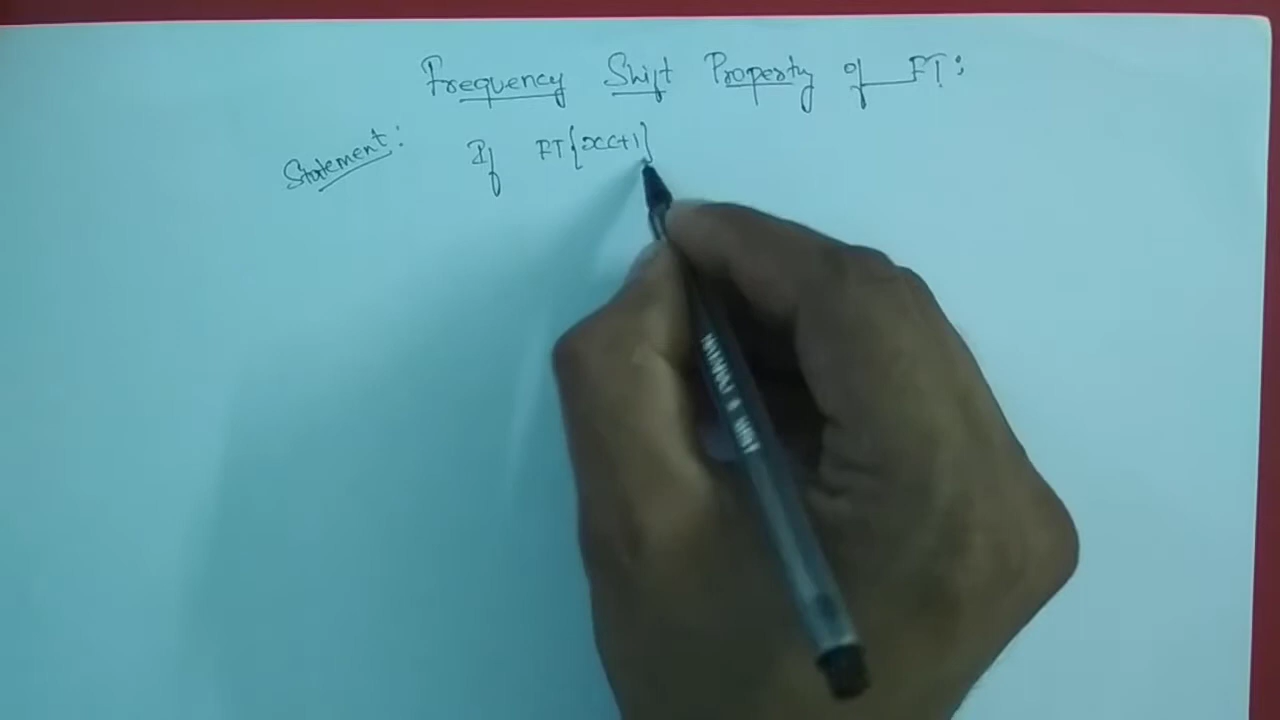 Frequency Shift Property of FT:
Statement: If FT{x(t)}